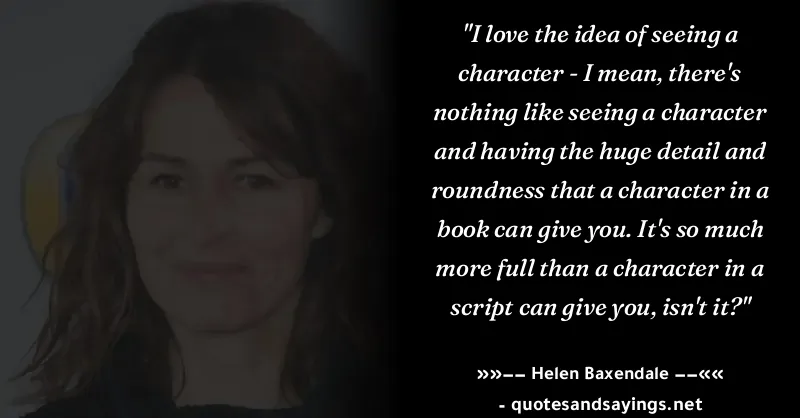 "I love the idea of seeing a
character - I mean, there's
nothing like seeing a character
and having the huge detail and
roundness that a character in a
book can give you. It's so much
more full than a character in a
script can give you, isn't it?"
»»−− Helen Baxendale −−««
- quotesandsayings.net